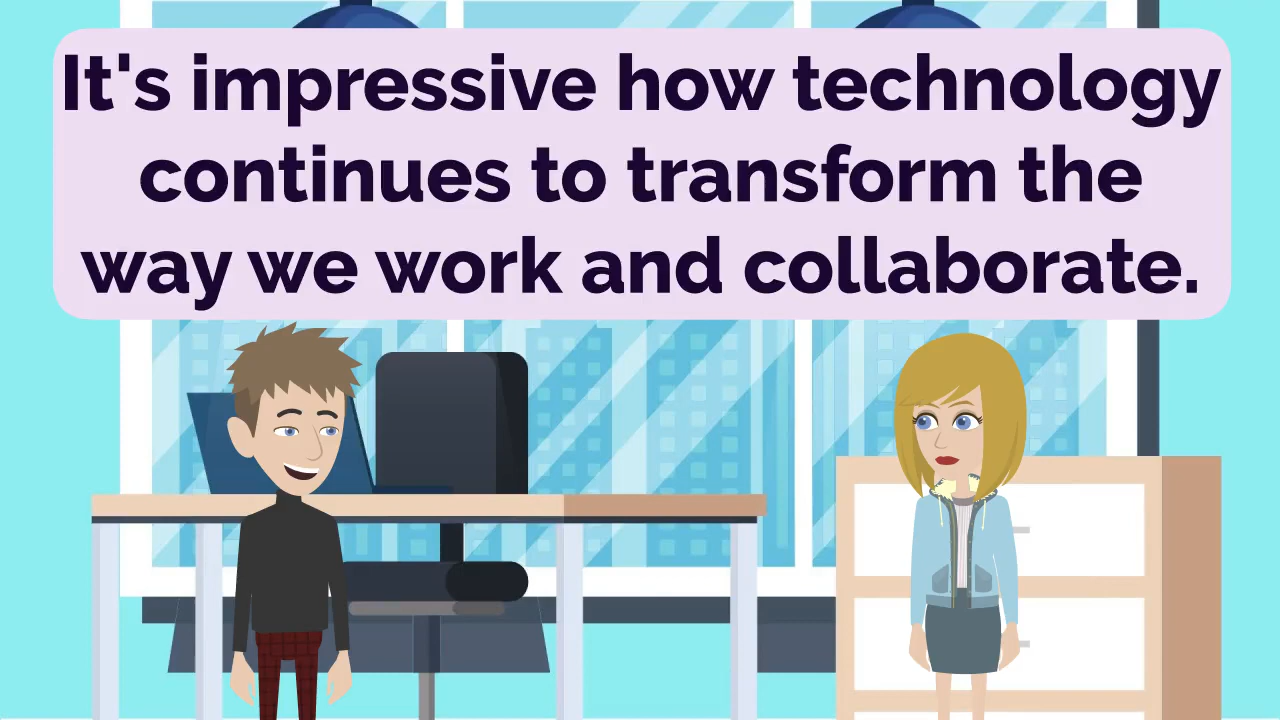 It's impressive how technology
continues to transform the
way we work and collaborate.